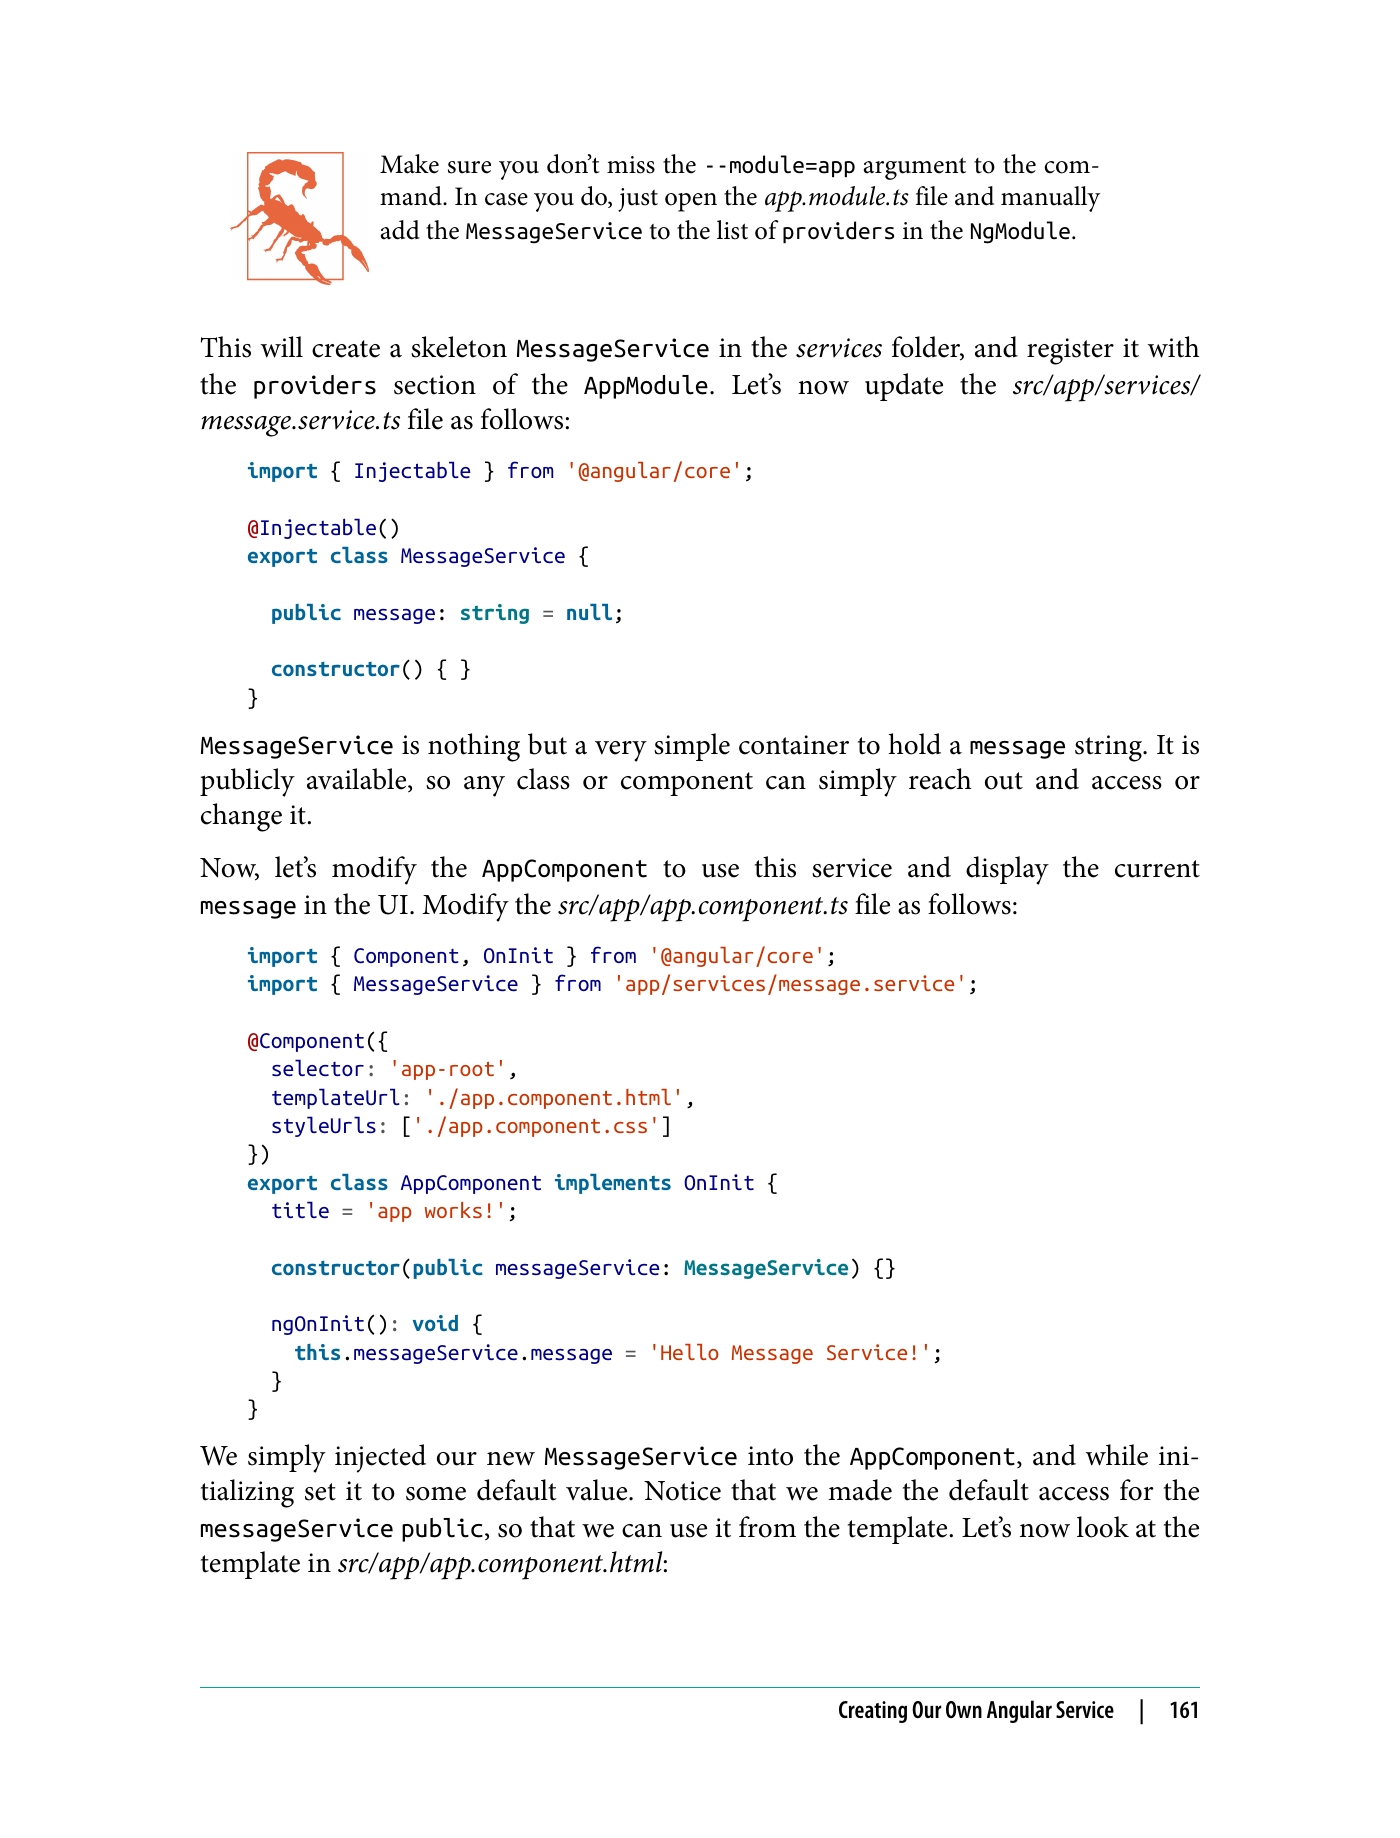 Make sure you don’t miss the --module=app argument to the com-
mand. In case you do, just open the app.module.ts file and manually
add the MessageService to the list of providers in the NgModule.
This will create a skeleton MessageService in the services folder, and register it with
the providers section of the AppModule. Let’s now update the src/app/services/
message.service.ts file as follows:
import { Injectable } from '@angular/core';
@Injectable()
export class MessageService {
public message: string = null;
constructor() { }
}
MessageService is nothing but a very simple container to hold a message string. It is
publicly available, so any class or component can simply reach out and access or
change it.
Now, let’s modify the AppComponent to use this service and display the current
message in the UI. Modify the src/app/app.component.ts file as follows:
import { Component, OnInit } from '@angular/core';
import { MessageService } from 'app/services/message.service';
@Component({
selector: 'app-root',
templateUrl: './app.component.html',
styleUrls: ['./app.component.css']
})
export class AppComponent implements OnInit {
title = 'app works!';
constructor(public messageService: MessageService) {}
ngOnInit(): void {
this.messageService.message = 'Hello Message Service!';
}
}
We simply injected our new MessageService into the AppComponent, and while ini-
tializing set it to some default value. Notice that we made the default access for the
messageService public, so that we can use it from the template. Let’s now look at the
template in src/app/app.component.html:
Creating Our Own Angular Service | 161